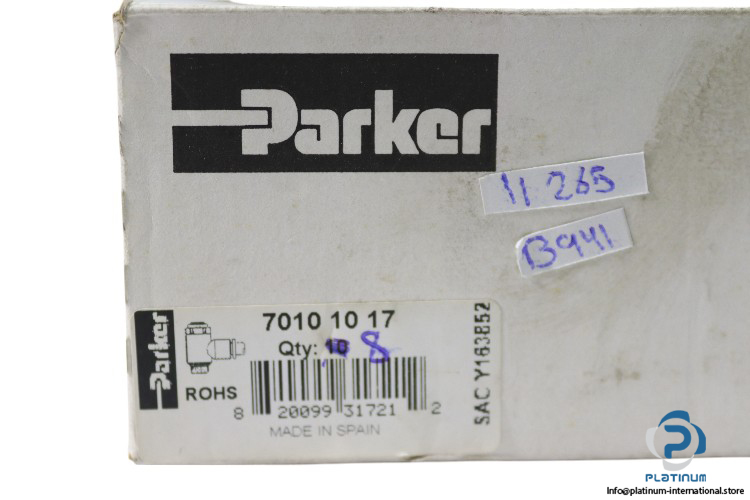 Parker
11 265
B941
Parker
7010 10 17
Qty: 10 8
ROHS
8 20099 31721 2
MADE IN SPAIN
SAC Y163852
PLATINUM
Info@platinum-international.store